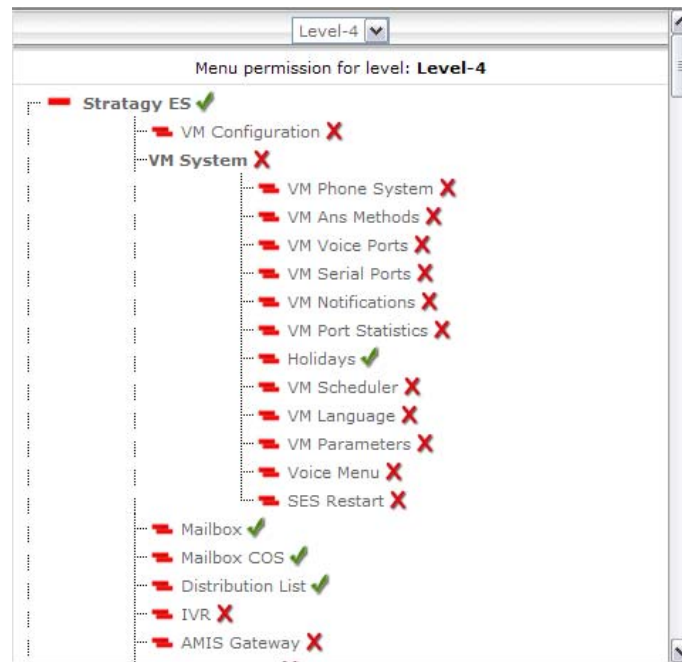 Level-4
Menu permission for level: Level-4
Stratagy ES
VM Configuration
VM System
VM Phone System
VM Ans Methods
VM Voice Ports
VM Serial Ports
VM Notifications
VM Port Statistics
Holidays
VM Scheduler
VM Language
VM Parameters
Voice Menu
SES Restart
Mailbox
Mailbox COS
Distribution List
IVR
AMIS Gateway